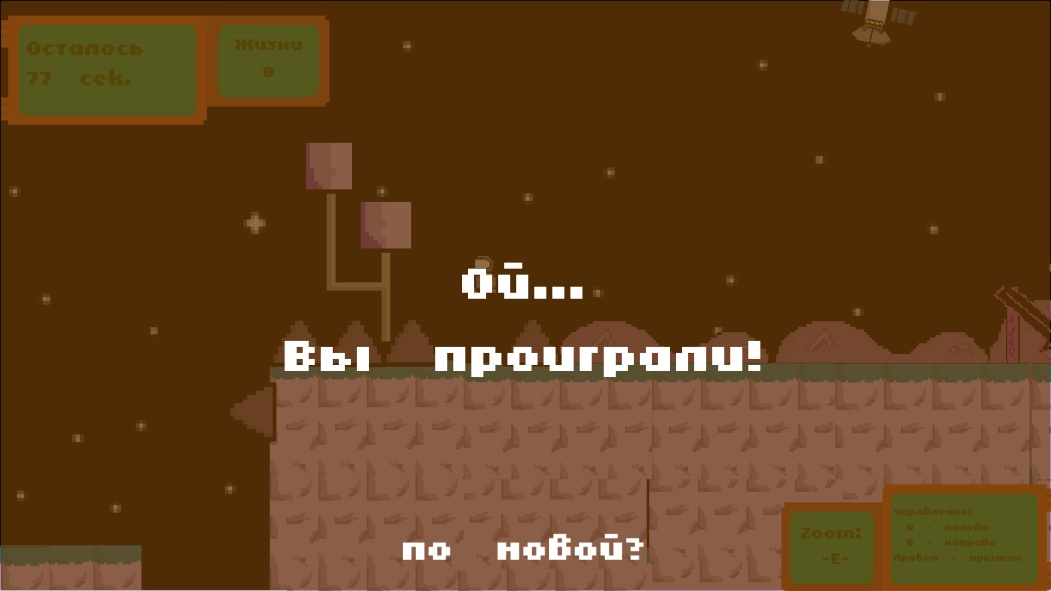 Осталось
77 сек.
Жизни
0
Ой...
Вы проиграли!
по новой?
Zoom:
-E-
Управление:
A - налево
D - направо
Пробел - прыжок